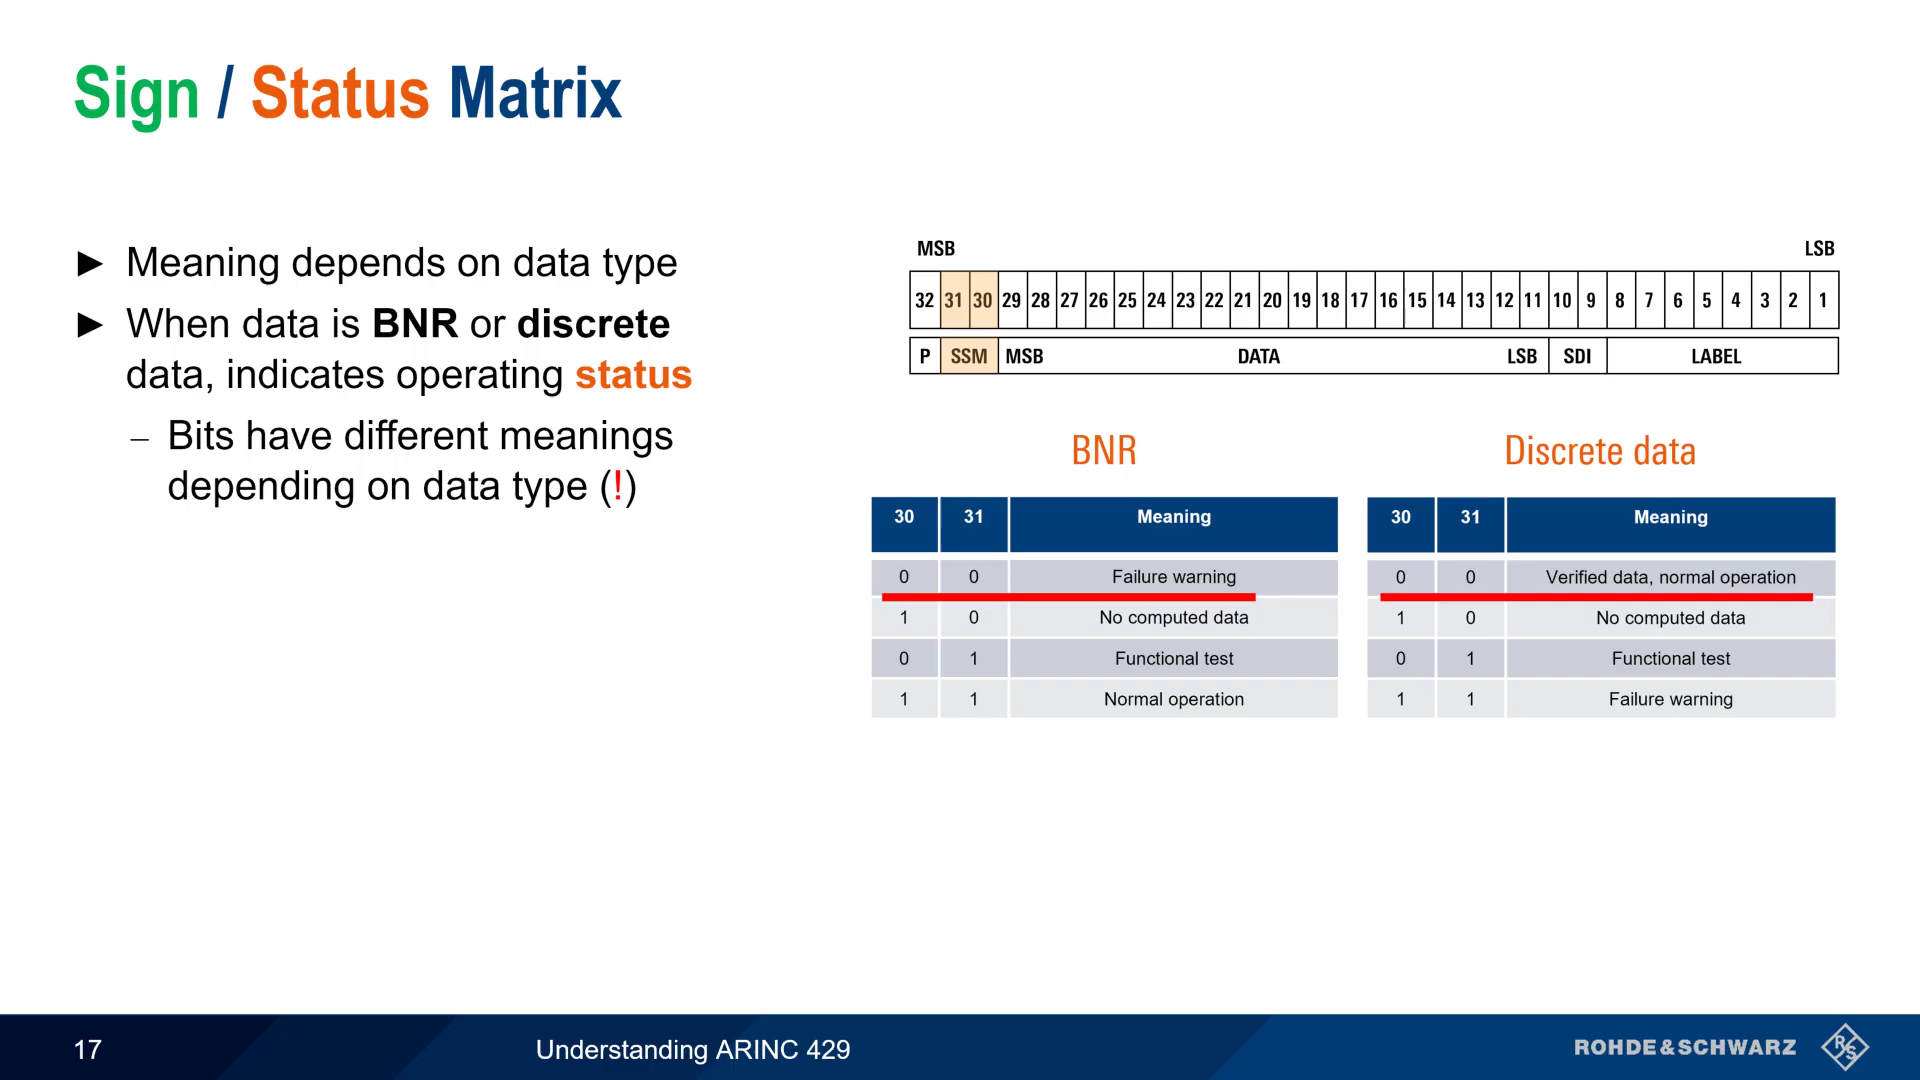 Sign / Status Matrix
► Meaning depends on data type
► When data is BNR or discrete
data, indicates operating status
– Bits have different meanings
depending on data type (!)
MSB LSB
32 31 30 29 28 27 26 25 24 23 22 21 20 19 18 17 16 15 14 13 12 11 10 9 8 7 6 5 4 3 2 1
P SSM MSB DATA LSB SDI LABEL
BNR
30 31 Meaning
0 0 Failure warning
1 0 No computed data
0 1 Functional test
1 1 Normal operation
Discrete data
30 31 Meaning
0 0 Verified data, normal operation
1 0 No computed data
0 1 Functional test
1 1 Failure warning
17 Understanding ARINC 429 ROHDE&SCHWARZ R S